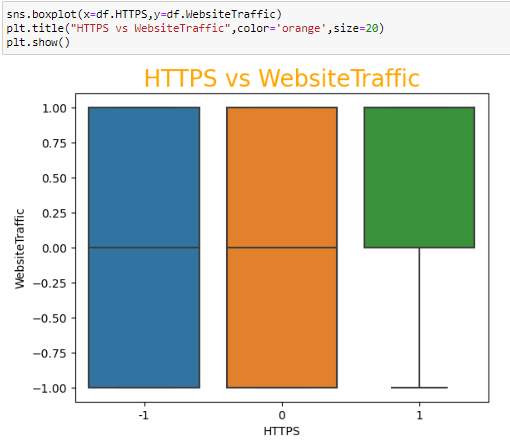 sns.boxplot(x=df.HTTPS,y=df.WebsiteTraffic)
plt.title("HTTPS vs WebsiteTraffic",color='orange',size=20)
plt.show()
HTTPS vs WebsiteTraffic
1.00
0.75
0.50
0.25
0.00
−0.25
−0.50
−0.75
−1.00
WebsiteTraffic
-1 0 1
HTTPS